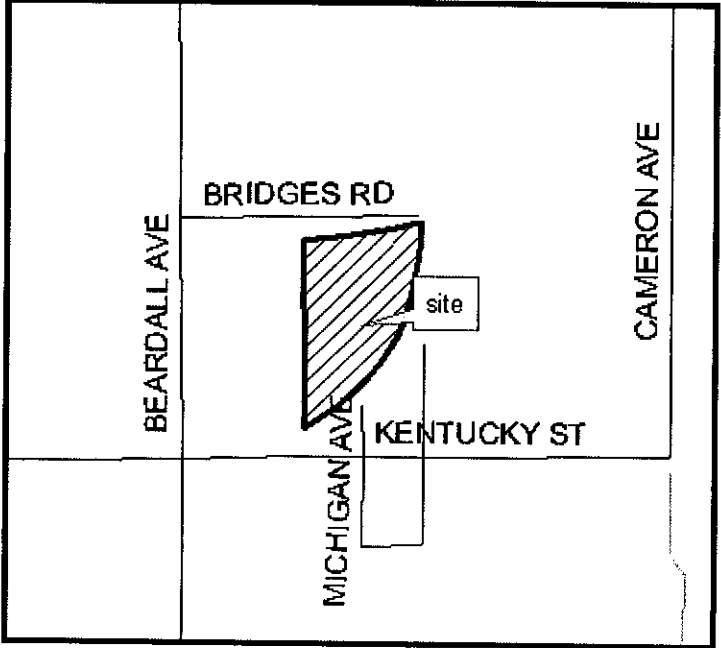 BRIDGES RD
BEARDALL AVE
CAMERON AVE
site
MICHIGAN AVE
KENTUCKY ST